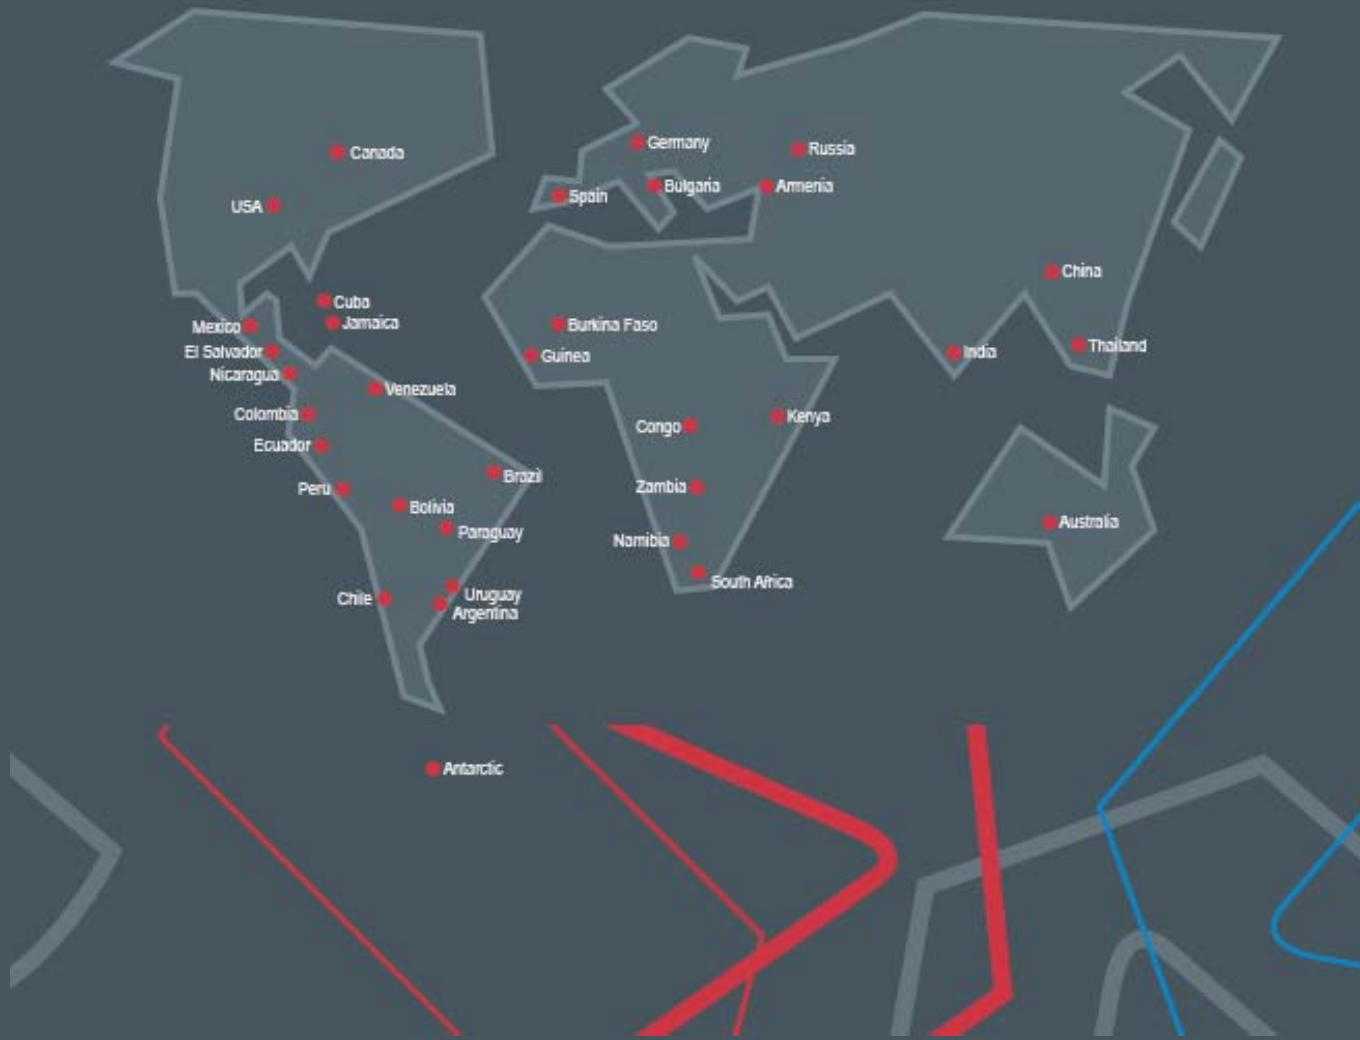 Canada
USA
Germany
Russia
Spain
Bulgaria
Armenia
China
Cuba
Jamaica
Mexico
El Salvador
Nicaragua
Burkina Faso
Guinea
India
Thailand
Venezuela
Colombia
Ecuador
Peru
Brazil
Bolivia
Paraguay
Congo
Kenya
Zambia
Namibia
South Africa
Australia
Chile
Uruguay
Argentina
Antarctic